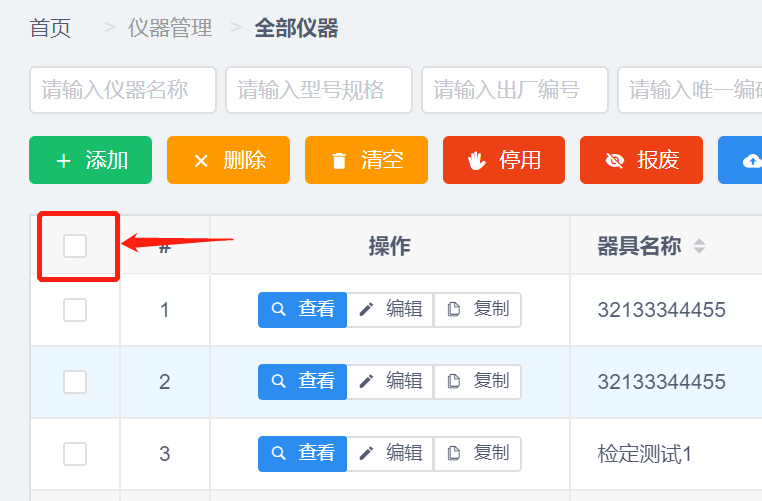 首页 > 仪器管理 > 全部仪器
请输入仪器名称 请输入型号规格 请输入出厂编号 请输入唯一编码
添加 删除 清空 停用 报废
# 操作 器具名称
1 查看 编辑 复制 32133344455
2 查看 编辑 复制 32133344455
3 查看 编辑 复制 检定测试1